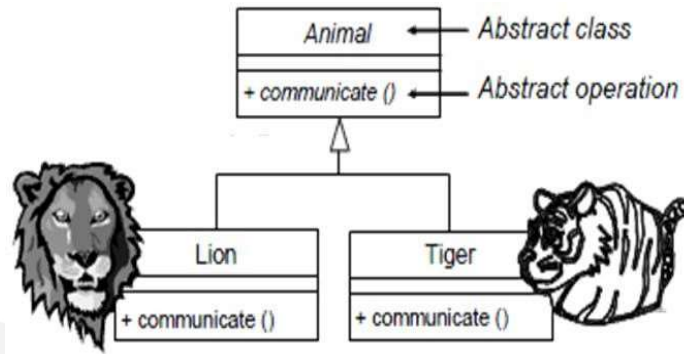 Animal
Abstract class
+ communicate ()
Abstract operation
Lion
Tiger
+ communicate ()
+ communicate ()